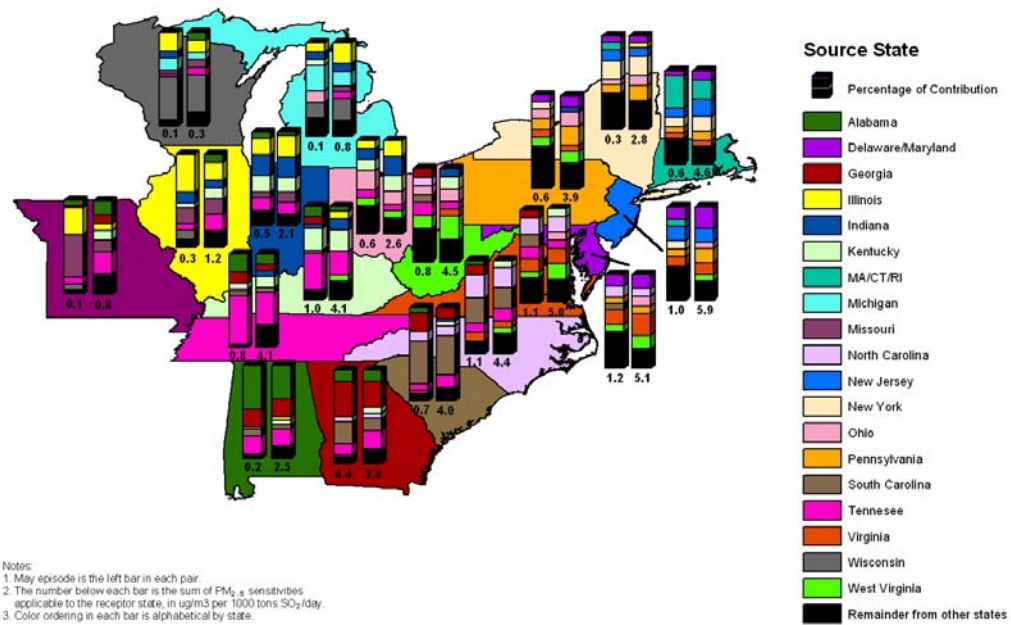 Source State
Percentage of Contribution
Alabama
Delaware/Maryland
Georgia
Illinois
Indiana
Kentucky
MA/CT/RI
Michigan
Missouri
North Carolina
New Jersey
New York
Ohio
Pennsylvania
South Carolina
Tennesee
Virginia
Wisconsin
West Virginia
Remainder from other states
0.1 0.3
0.1 0.8
0.3 2.8
0.6 4.6
0.6 3.9
0.5 2.1
0.6 2.6
0.3 1.2
0.8 4.5
0.1 0.8
1.0 4.1
1.1 5.0
1.0 5.9
0.8 4.1
1.1 4.4
1.2 5.1
0.7 4.0
0.2 2.5
0.4
Notes:
1. May episode is the left bar in each pair.
2. The number below each bar is the sum of PM2.5 sensitivities
applicable to the receptor state, in ug/m3 per 1000 tons SO2/day.
3. Color ordering in each bar is alphabetical by state.